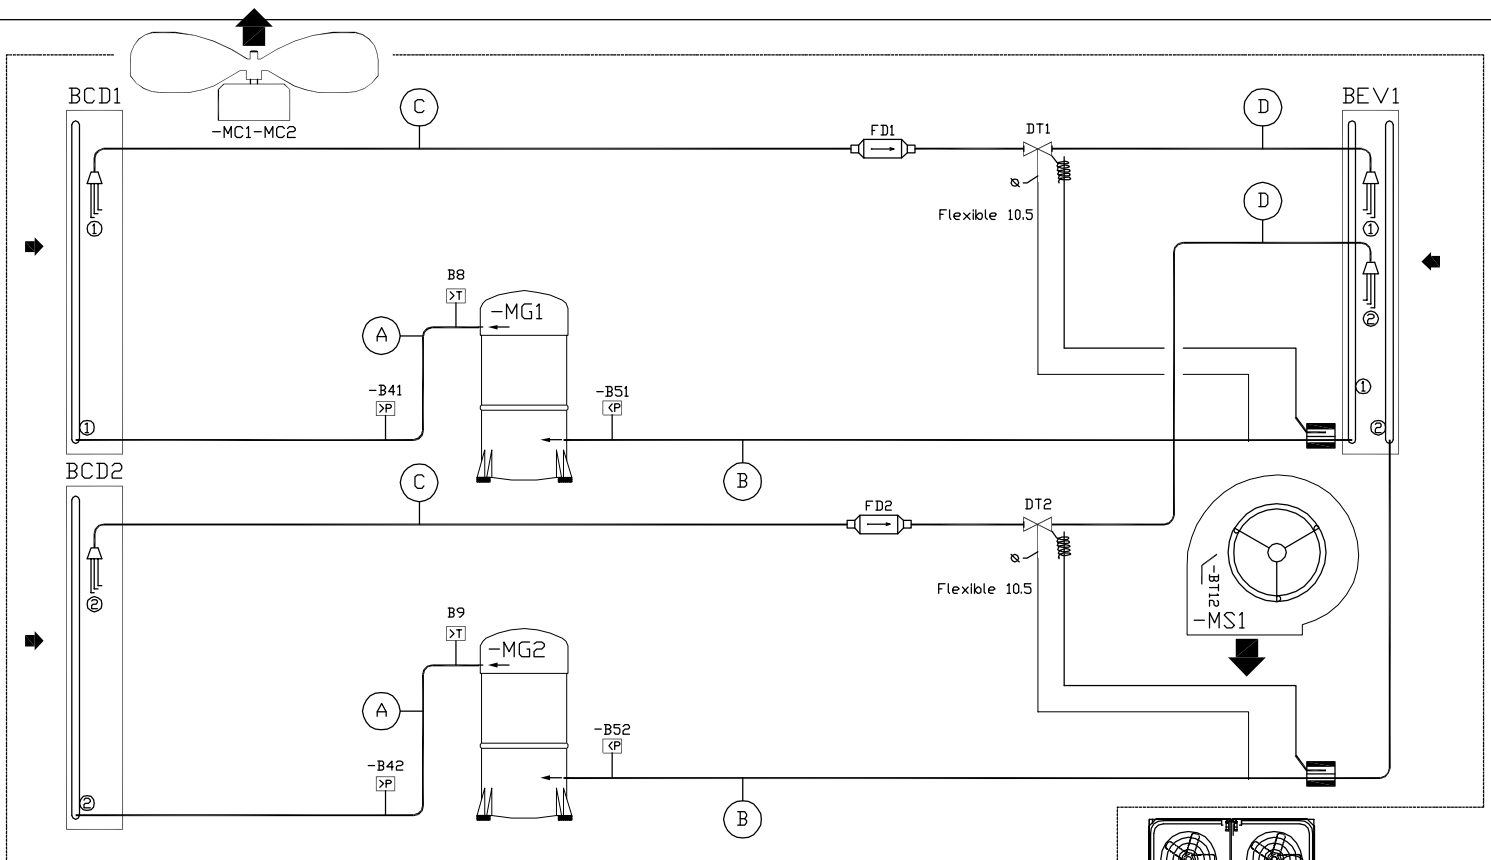 BCD1
-MC1-MC2
C
FD1
DT1
D
BEV1
D
Ø
Flexible 10.5
①
①
②
B8
>T
-MG1
A
-B41
>P
-B51
<P
①
①
②
B
BCD2
C
FD2
DT2
Ø
Flexible 10.5
-BT12
-MS1
②
B9
>T
-MG2
A
-B42
>P
-B52
<P
②
B